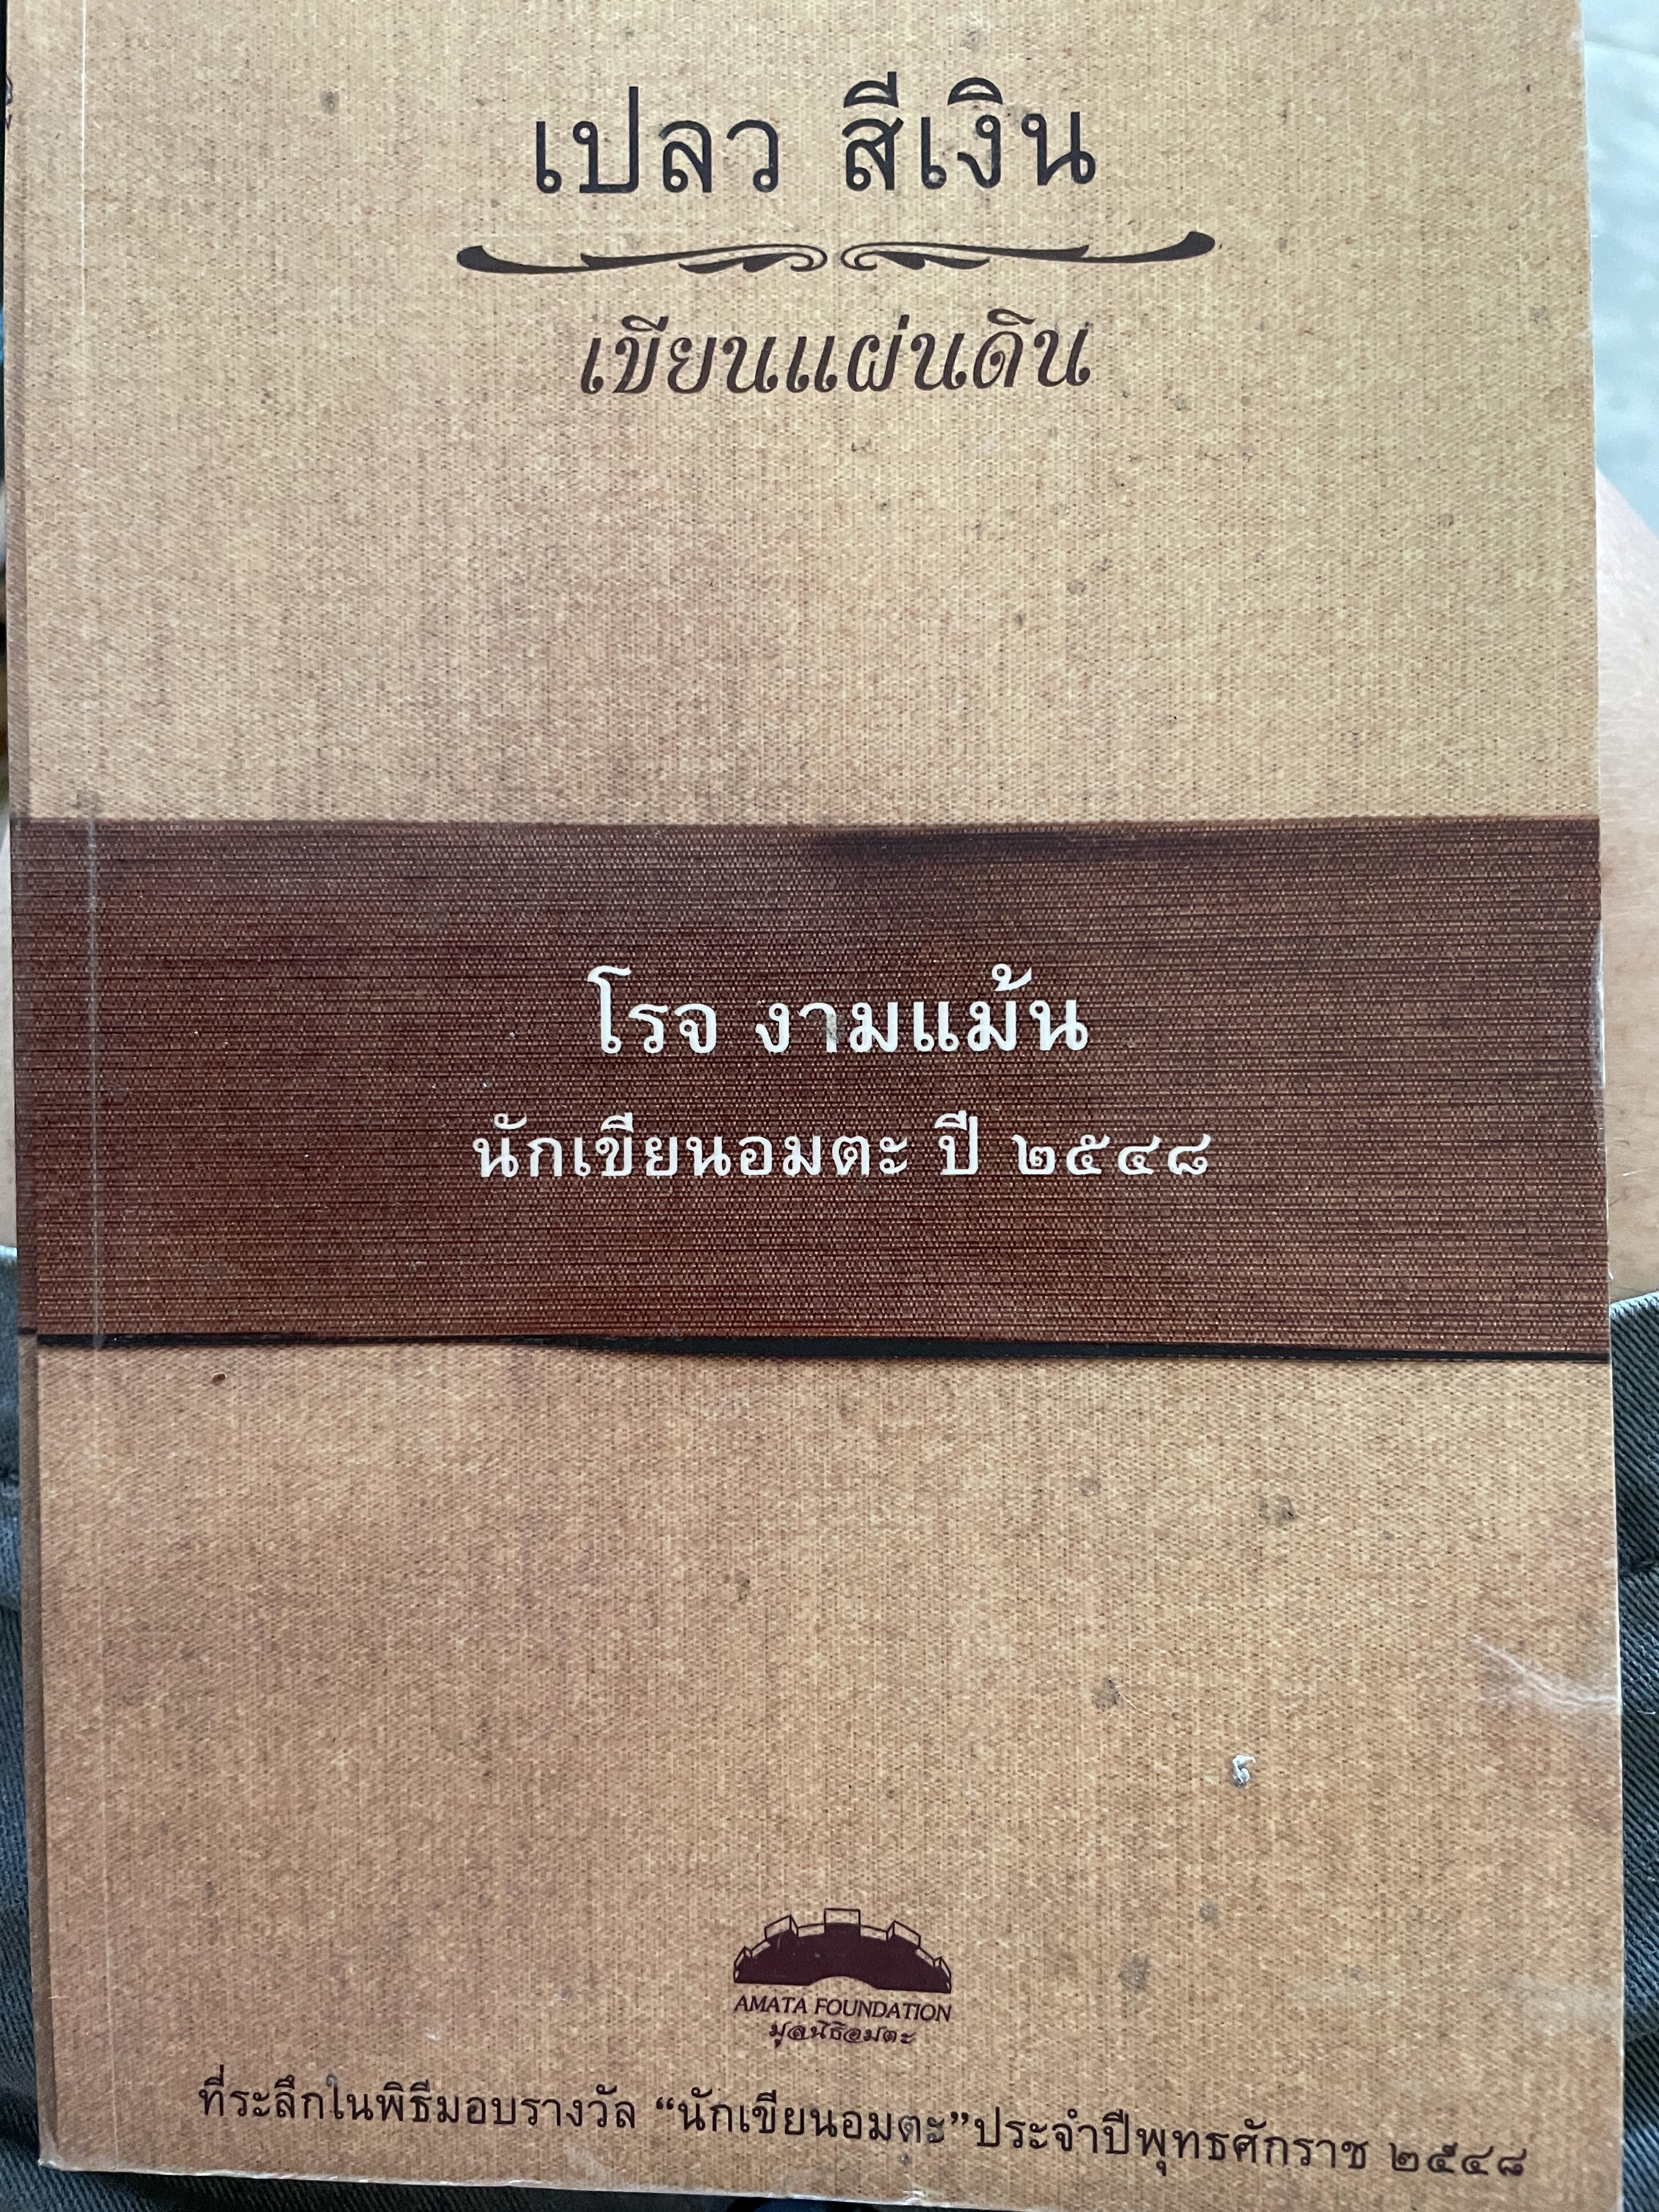 เปลว สีเงิน
เขียนแผ่นดิน
โรจ งามแม้น
นักเขียนอมตะ ปี ๒๕๔๘
AMATA FOUNDATION
มูลนิธิอมตะ
ที่ระลึกในพิธีมอบรางวัล “นักเขียนอมตะ”ประจำปีพุทธศักราช ๒๕๔๘